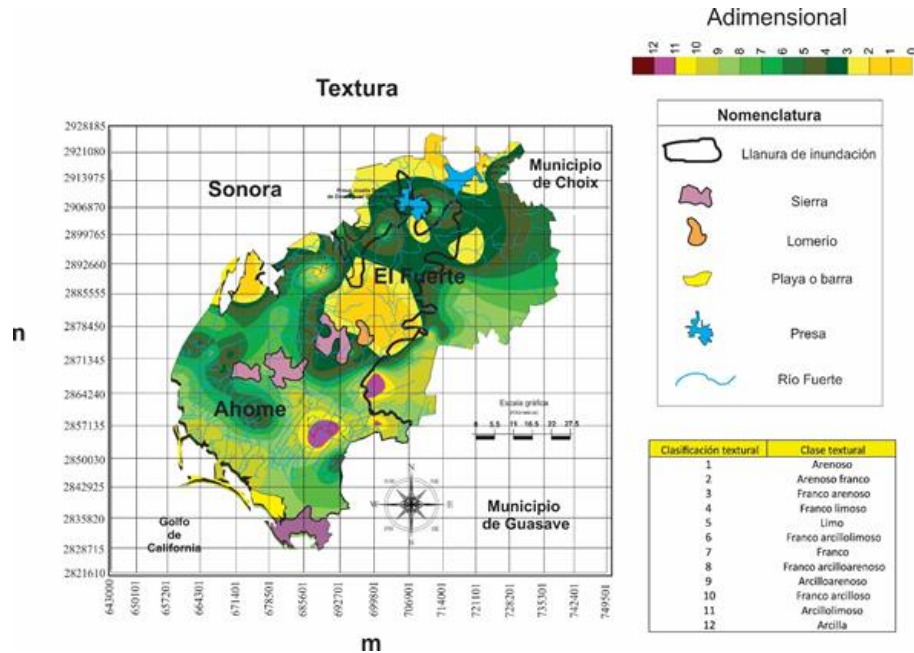 Adimensional
12 11 10 9 8 7 6 5 4 3 2 1 0
Textura
Nomenclatura
Llanura de inundación
Sierra
Lomerio
Playa o barra
Presa
Río Fuerte
2928185
2921080
2913975
2906870
2899765
2892660
2885555
2878450
2871345
2864240
2857135
2850030
2842925
2835820
2828715
2821610
n
Sonora
Municipio
de Choix
El Fuerte
Ahome
Escala gráfica
5.5 22 27.5
N
Golfo
de
California
Municipio
de Guasave
643000
650101
657201
664301
671401
678501
685601
692701
699801
706901
714001
721101
728201
735301
742401
749501
m
Clasificación textural Clase textural
1 Arenoso
2 Arenoso franco
3 Franco arenoso
4 Franco limoso
5 Limo
6 Franco arcillolimoso
7 Franco
8 Franco arcilloarenoso
9 Arcilloarenoso
10 Franco arcilloso
11 Arcillolimoso
12 Arcilla